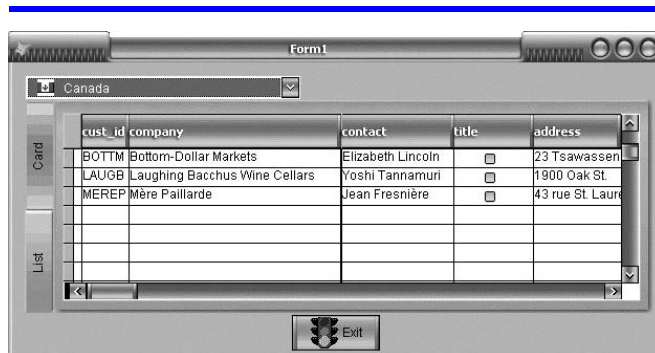 Form1
Canada
Card
List
cust_id company contact title address
BOTTM Bottom-Dollar Markets Elizabeth Lincoln 23 Tsawassen
LAUGB Laughing Bacchus Wine Cellars Yoshi Tannamuri 1900 Oak St.
MEREP Mère Paillarde Jean Fresnière 43 rue St. Laure
Exit